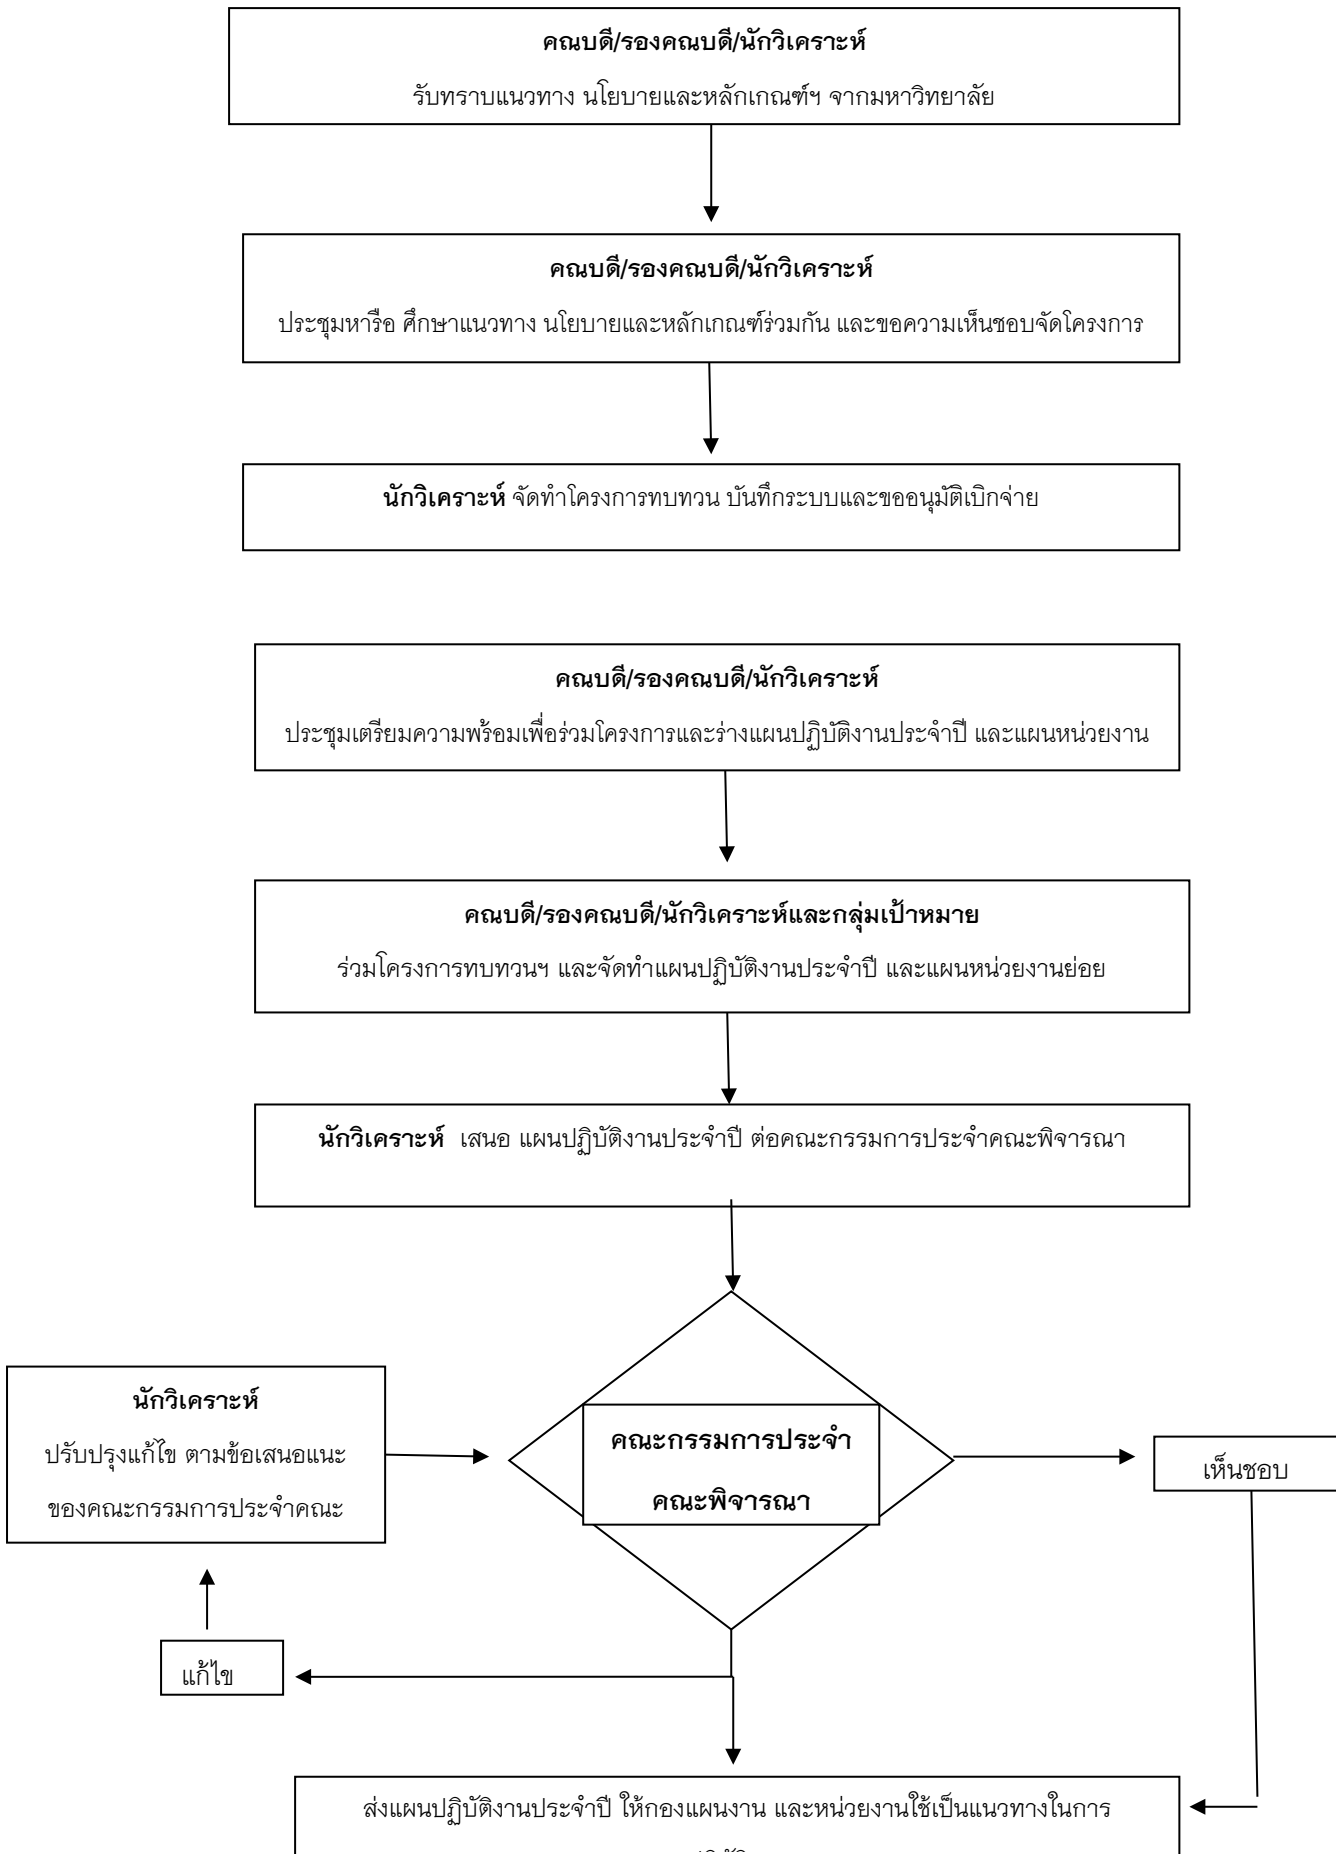 คณบดี/รองคณบดี/นักวิเคราะห์
รับทราบแนวทาง นโยบายและหลักเกณฑ์ฯ จากมหาวิทยาลัย
คณบดี/รองคณบดี/นักวิเคราะห์
ประชุมหารือ ศึกษาแนวทาง นโยบายและหลักเกณฑ์ร่วมกัน และขอความเห็นชอบจัดโครงการ
นักวิเคราะห์ จัดทำโครงการทบทวน บันทึกระบบและขออนุมัติเบิกจ่าย
คณบดี/รองคณบดี/นักวิเคราะห์
ประชุมเตรียมความพร้อมเพื่อร่วมโครงการและร่างแผนปฏิบัติงานประจำปี และแผนหน่วยงาน
คณบดี/รองคณบดี/นักวิเคราะห์และกลุ่มเป้าหมาย
ร่วมโครงการทบทวนฯ และจัดทำแผนปฏิบัติงานประจำปี และแผนหน่วยงานย่อย
นักวิเคราะห์ เสนอ แผนปฏิบัติงานประจำปี ต่อคณะกรรมการประจำคณะพิจารณา
นักวิเคราะห์
ปรับปรุงแก้ไข ตามข้อเสนอแนะ
ของคณะกรรมการประจำคณะ
คณะกรรมการประจำ
คณะพิจารณา
เห็นชอบ
แก้ไข
ส่งแผนปฏิบัติงานประจำปี ให้กองแผนงาน และหน่วยงานใช้เป็นแนวทางในการ